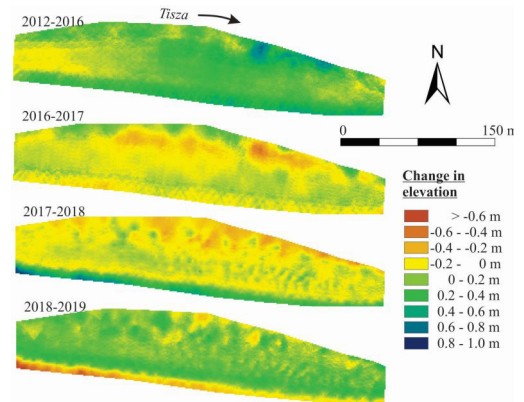 2012-2016
Tisza
N
0 150 m
2016-2017
Change in
elevation
> -0.6 m
-0.6 - -0.4 m
-0.4 - -0.2 m
-0.2 - 0 m
0 - 0.2 m
0.2 - 0.4 m
0.4 - 0.6 m
0.6 - 0.8 m
0.8 - 1.0 m
2017-2018
2018-2019